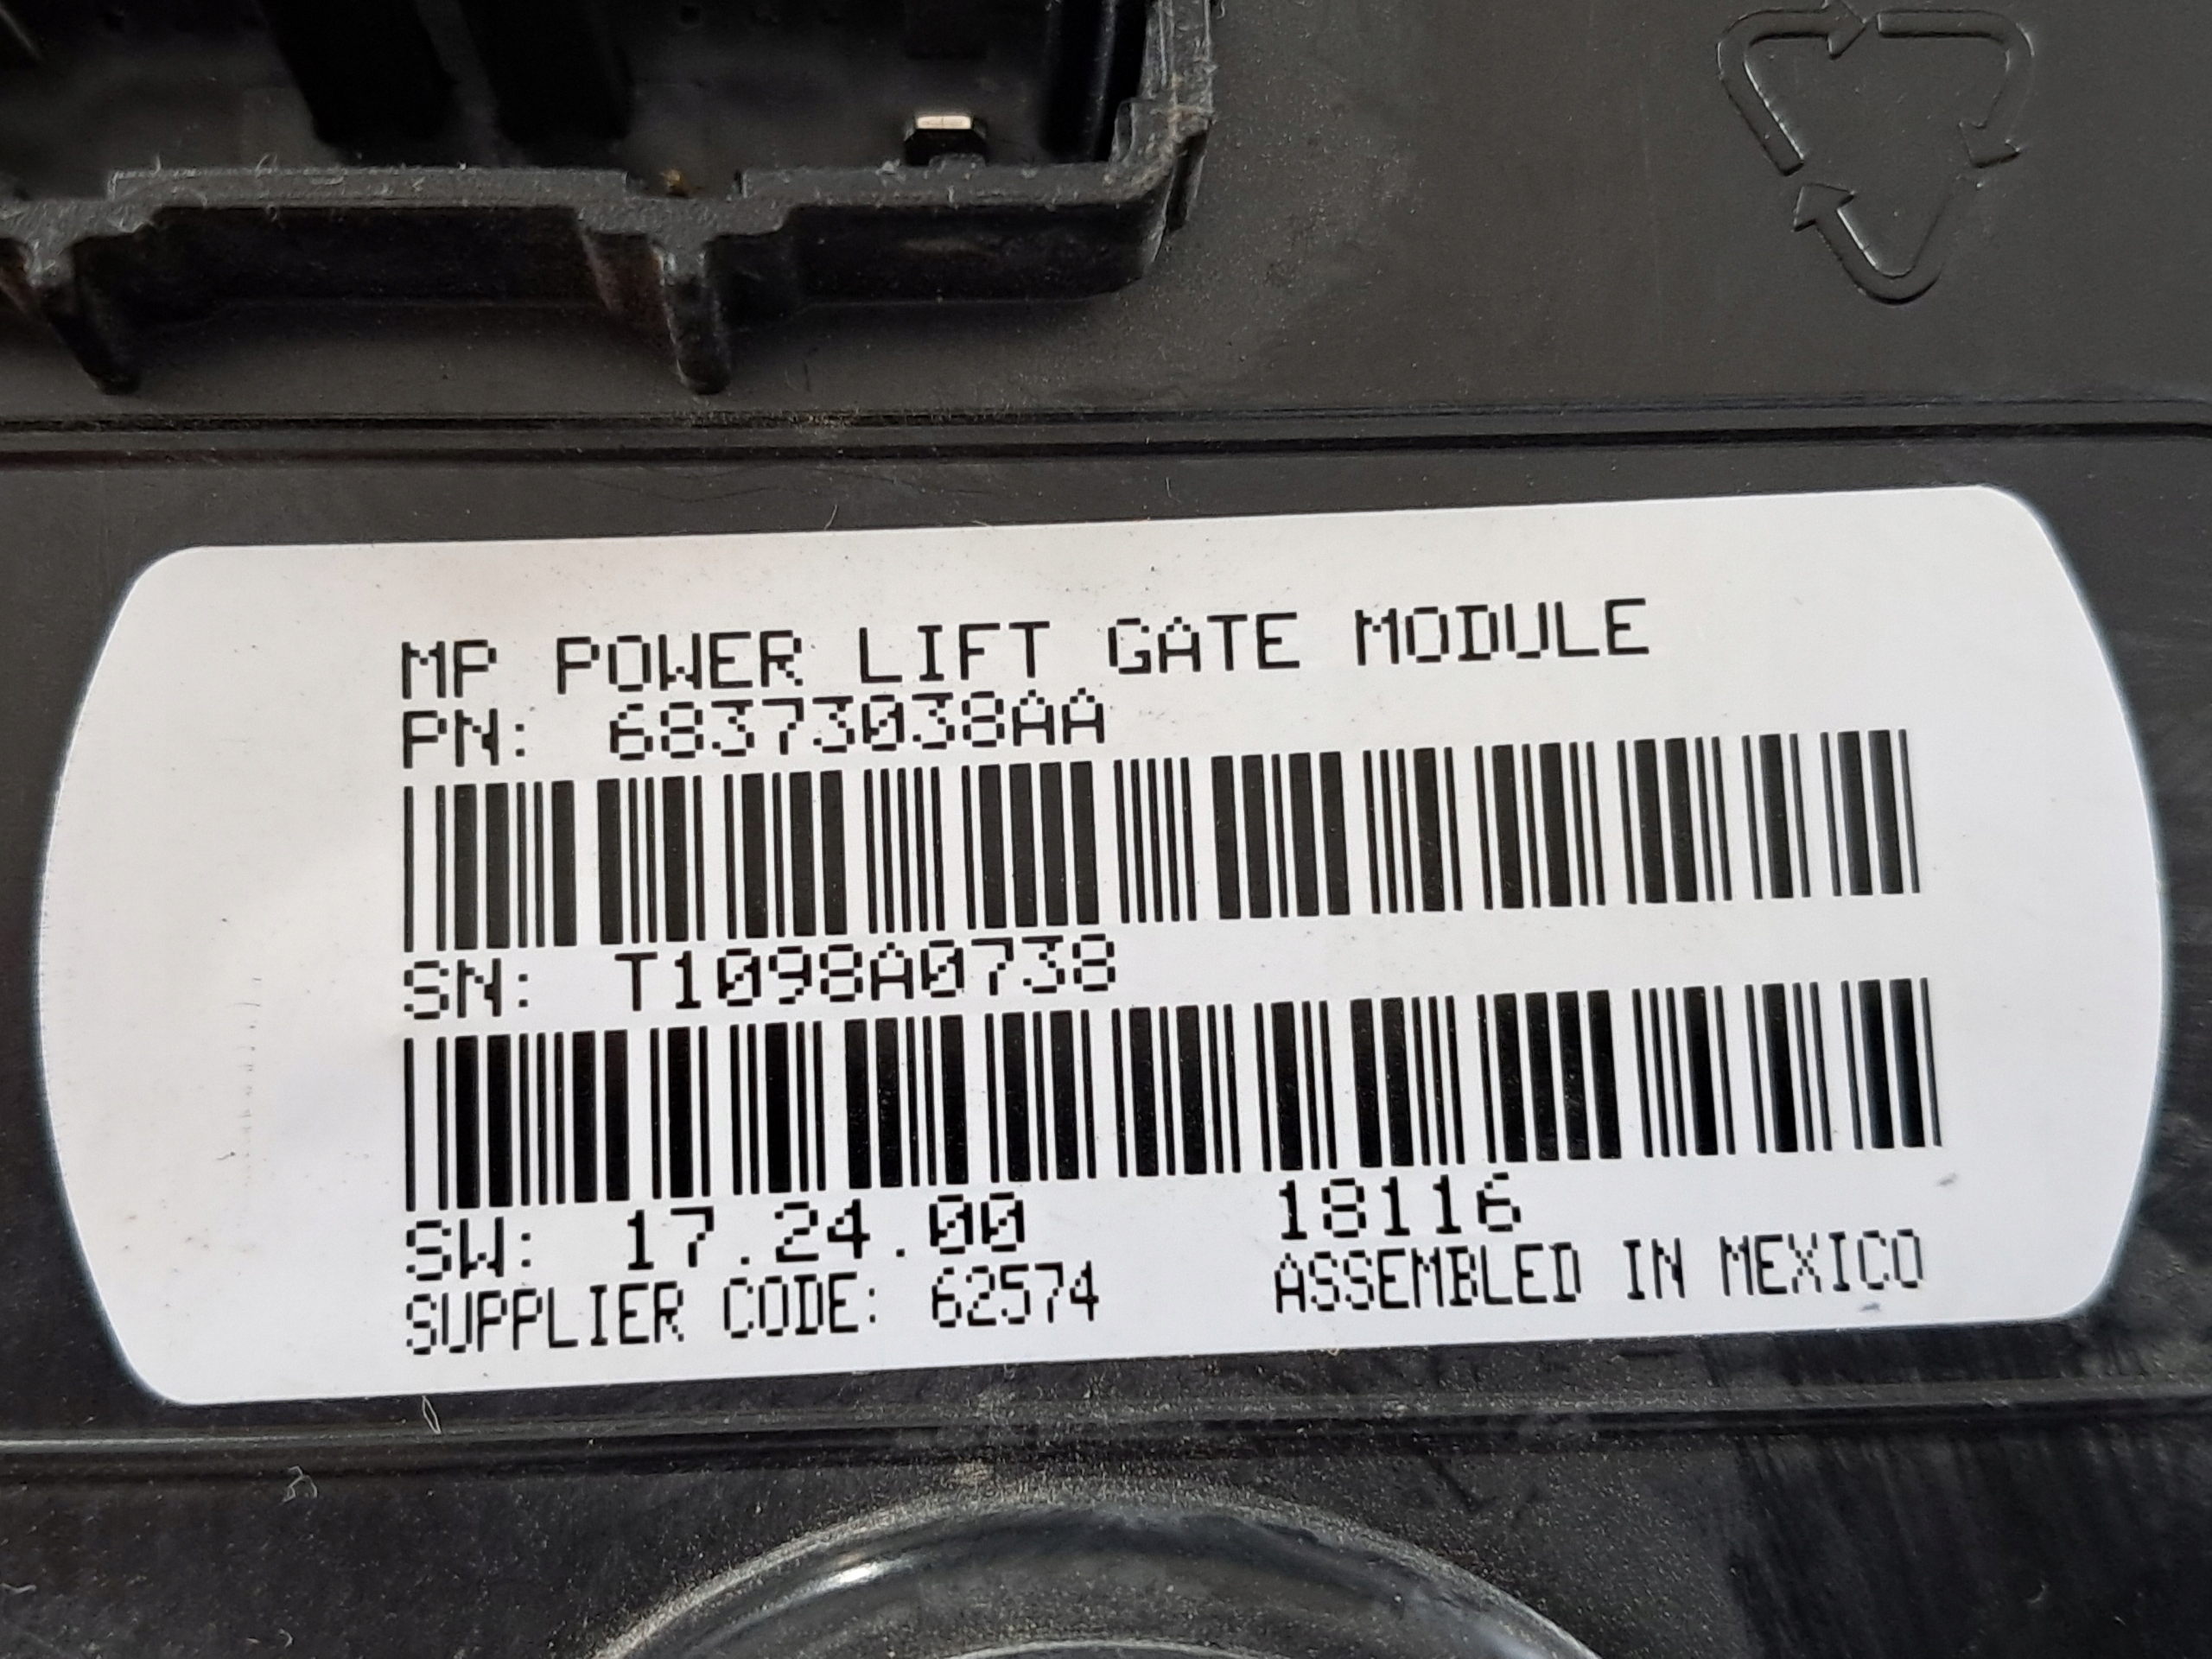 MP POWER LIFT GATE MODULE
PN: 68373038AA
SN: T1098A0738
SW: 17.24.00 18116
SUPPLIER CODE: 62574 ASSEMBLED IN MEXICO